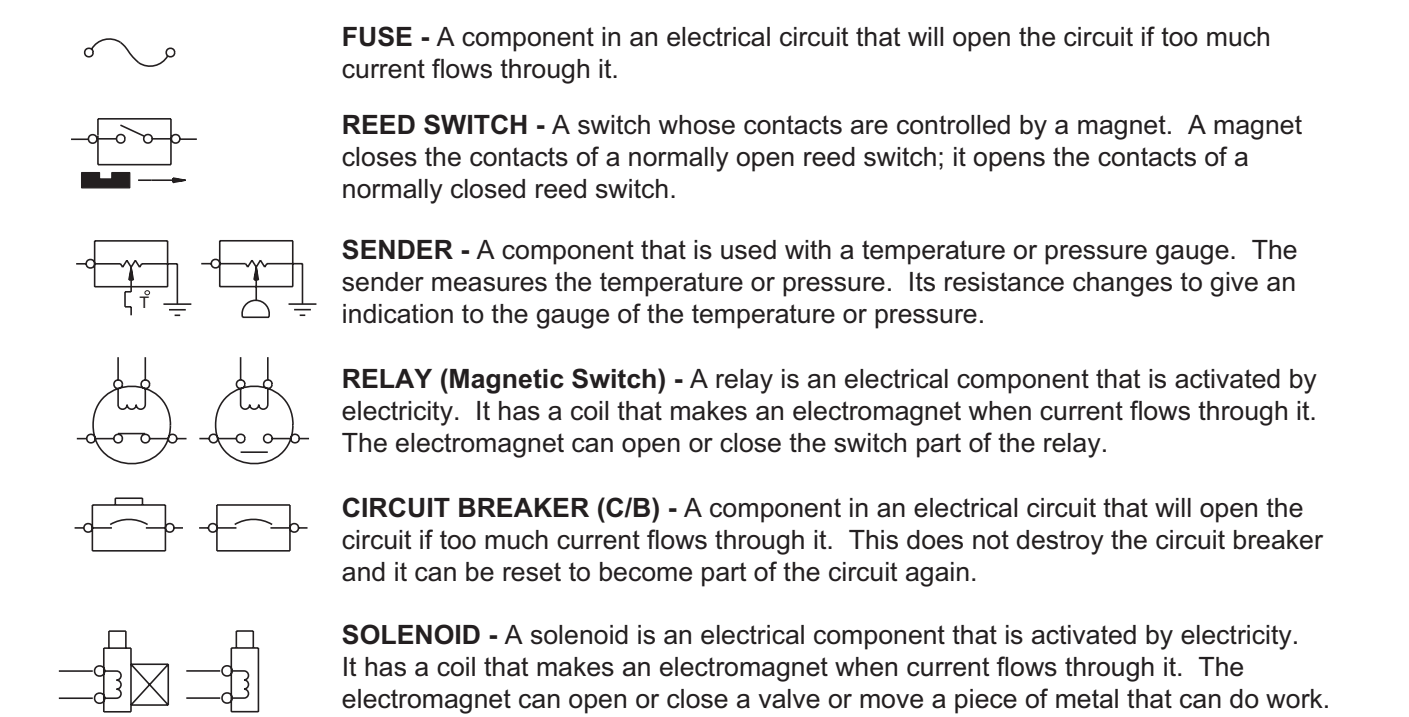 FUSE - A component in an electrical circuit that will open the circuit if too much
current flows through it.
REED SWITCH - A switch whose contacts are controlled by a magnet. A magnet
closes the contacts of a normally open reed switch; it opens the contacts of a
normally closed reed switch.
SENDER - A component that is used with a temperature or pressure gauge. The
sender measures the temperature or pressure. Its resistance changes to give an
indication to the gauge of the temperature or pressure.
T°
RELAY (Magnetic Switch) - A relay is an electrical component that is activated by
electricity. It has a coil that makes an electromagnet when current flows through it.
The electromagnet can open or close the switch part of the relay.
CIRCUIT BREAKER (C/B) - A component in an electrical circuit that will open the
circuit if too much current flows through it. This does not destroy the circuit breaker
and it can be reset to become part of the circuit again.
SOLENOID - A solenoid is an electrical component that is activated by electricity.
It has a coil that makes an electromagnet when current flows through it. The
electromagnet can open or close a valve or move a piece of metal that can do work.